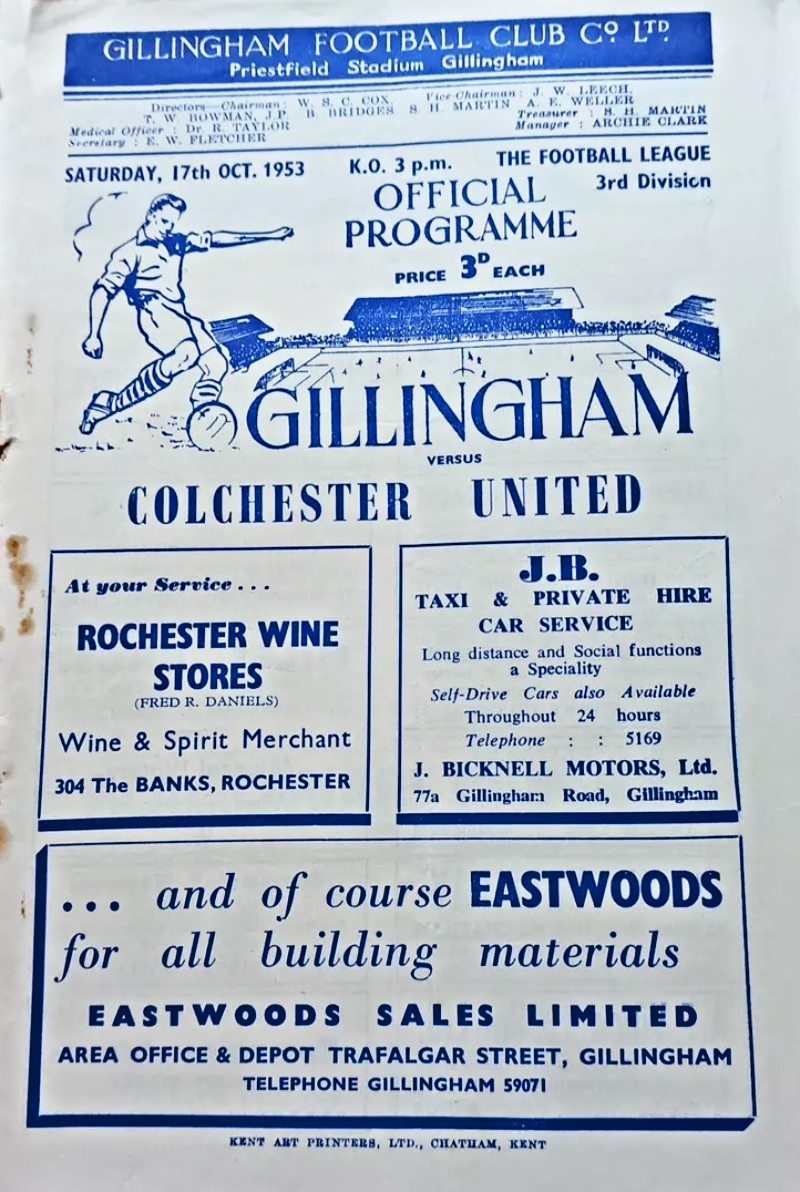 GILLINGHAM FOOTBALL CLUB Co LTD.
Priestfield Stadium Gillingham
Directors—Chairman: W. S. C. COX. Vice-Chairman: J. W. LEECH.
T. W. BOWMAN, J.P. B. BRIDGES S. H. MARTIN A. E. WELLER
Medical Officer : Dr. R. TAYLOR Treasurer : S. H. MARTIN
Secretary : E. W. FLETCHER Manager : ARCHIE CLARK
SATURDAY, 17th OCT. 1953 K.O. 3 p.m. THE FOOTBALL LEAGUE
3rd Division
OFFICIAL
PROGRAMME
PRICE 3D EACH
GILLINGHAM
VERSUS
COLCHESTER UNITED
At your Service . . .
ROCHESTER WINE
STORES
(FRED R. DANIELS)
Wine & Spirit Merchant
304 The BANKS, ROCHESTER
J.B.
TAXI & PRIVATE HIRE
CAR SERVICE
Long distance and Social functions
a Speciality
Self-Drive Cars also Available
Throughout 24 hours
Telephone : : 5169
J. BICKNELL MOTORS, Ltd.
77a Gillingham Road, Gillingham
. . . and of course EASTWOODS
for all building materials
EASTWOODS SALES LIMITED
AREA OFFICE & DEPOT TRAFALGAR STREET, GILLINGHAM
TELEPHONE GILLINGHAM 59071
KENT ART PRINTERS, LTD., CHATHAM, KENT